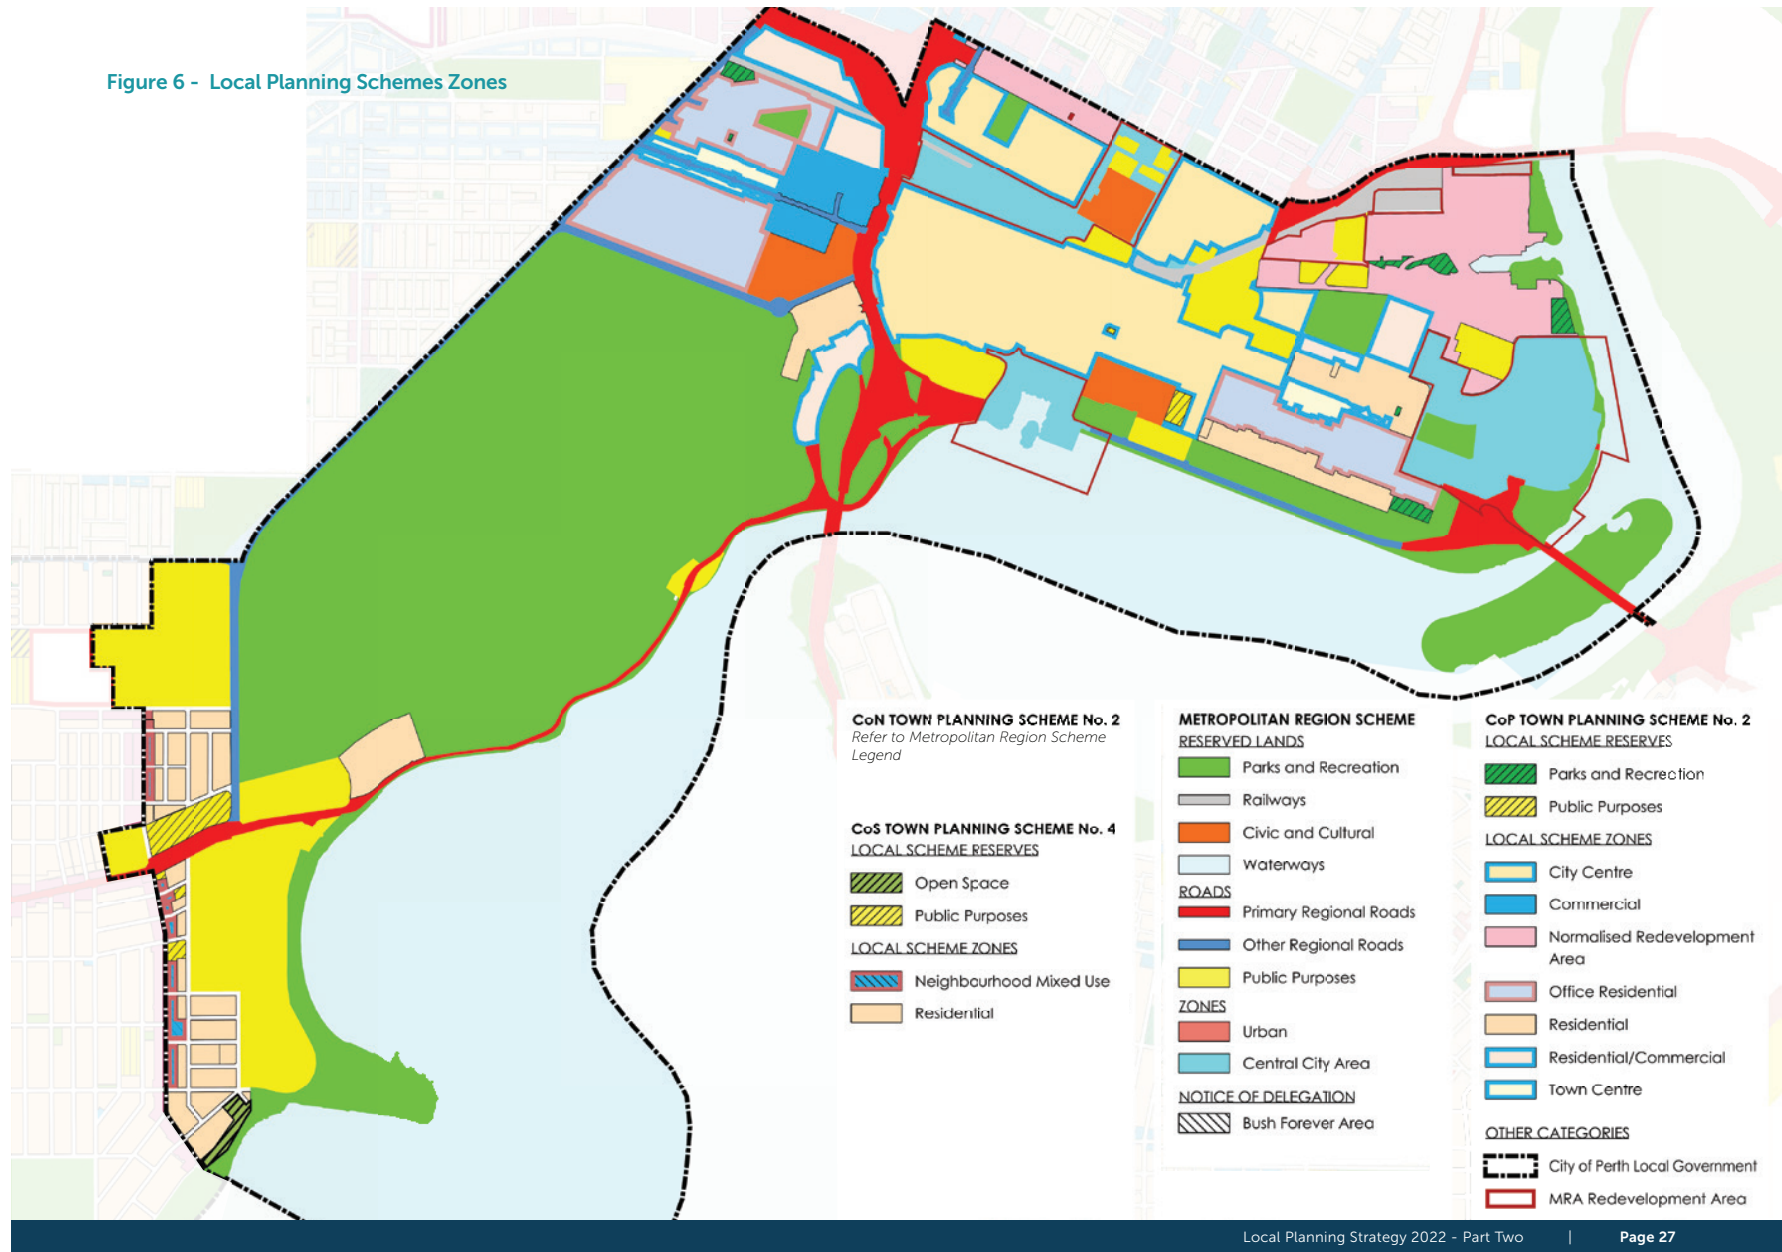 Figure 6 - Local Planning Schemes Zones
CoN TOWN PLANNING SCHEME No. 2
Refer to Metropolitan Region Scheme
Legend
CoS TOWN PLANNING SCHEME No. 4
LOCAL SCHEME RESERVES
Open Space
Public Purposes
LOCAL SCHEME ZONES
Neighbourhood Mixed Use
Residential
METROPOLITAN REGION SCHEME
RESERVED LANDS
Parks and Recreation
Railways
Civic and Cultural
Waterways
ROADS
Primary Regional Roads
Other Regional Roads
Public Purposes
ZONES
Urban
Central City Area
NOTICE OF DELEGATION
Bush Forever Area
CoP TOWN PLANNING SCHEME No. 2
LOCAL SCHEME RESERVES
Parks and Recreation
Public Purposes
LOCAL SCHEME ZONES
City Centre
Commercial
Normalised Redevelopment
Area
Office Residential
Residential
Residential/Commercial
Town Centre
OTHER CATEGORIES
City of Perth Local Government
MRA Redevelopment Area
Local Planning Strategy 2022 - Part Two | Page 27